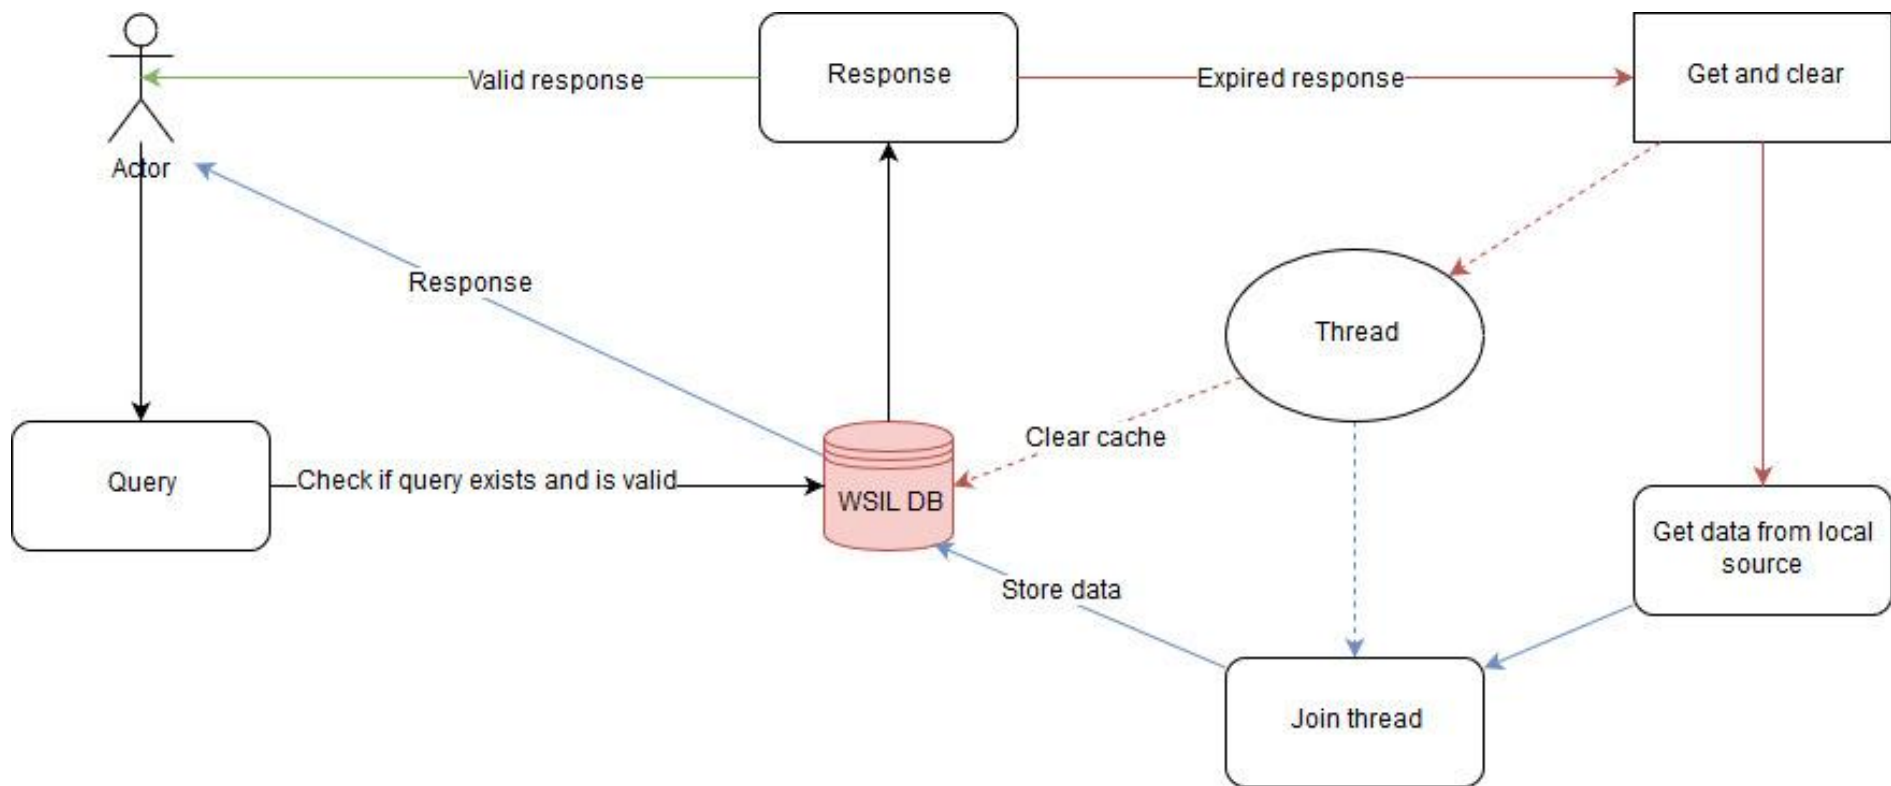 Valid response
Response
Expired response
Get and clear
Actor
Response
Thread
Clear cache
Query
Check if query exists and is valid
WSIL DB
Get data from local
source
Store data
Join thread